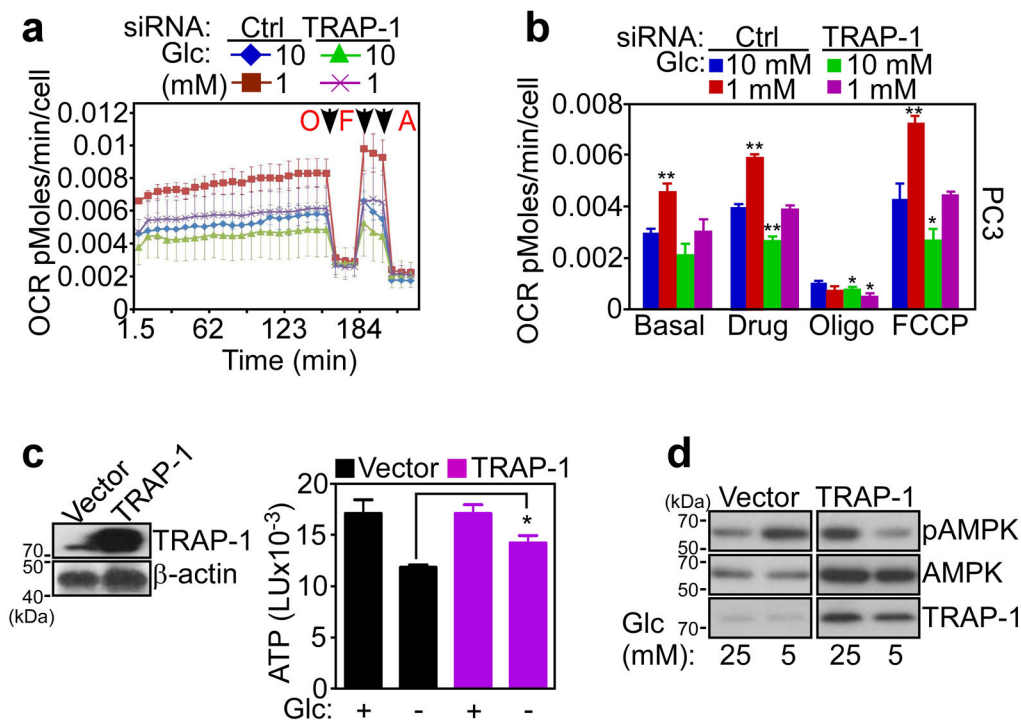 a
siRNA: Ctrl TRAP-1
Glc: 10 10
(mM) 1 1
OCR pMoles/min/cell
0.012
0.01
0.008
0.006
0.004
0.002
0
O F A
1.5 62 123 184
Time (min)
b
siRNA: Ctrl TRAP-1
Glc: 10 mM 10 mM
1 mM 1 mM
OCR pMoles/min/cell
0.008
0.006
0.004
0.002
0
** ** ** * * ** *
Basal Drug Oligo FCCP
PC3
c
Vector TRAP-1
70 TRAP-1
50 β-actin
40
(kDa)
Vector TRAP-1
ATP (LUx10-3)
20
15
10
5
0
*
Glc: + - + -
d
(kDa) Vector TRAP-1
70 pAMPK
50
70 AMPK
50
70 TRAP-1
Glc
(mM): 25 5 25 5